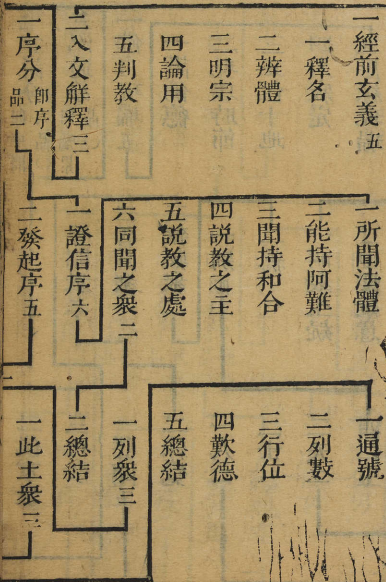 一經前玄義五
一釋名
二辨體
三明宗
四論用
五判教
二入文解釋三
一序分即序品二
一所聞法體
二能持阿難
三聞持和合
四說教之主
五說教之處
六同聞之衆二
一證信序六
二發起序五
一通號
二列數
三行位
四歎德
五總結
一列衆三
二總結
一此土衆三